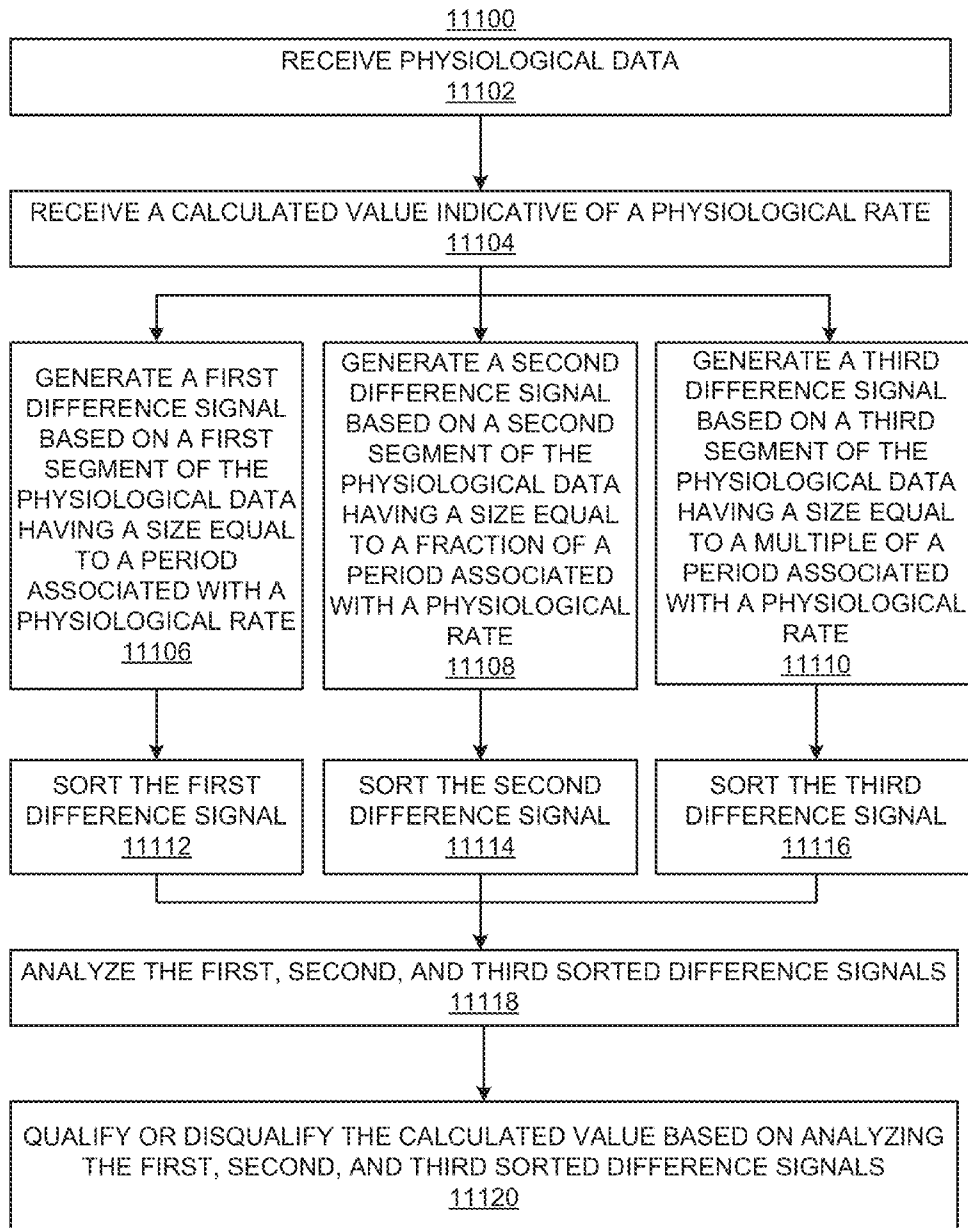 11100
RECEIVE PHYSIOLOGICAL DATA
11102
RECEIVE A CALCULATED VALUE INDICATIVE OF A PHYSIOLOGICAL RATE
11104
GENERATE A FIRST
DIFFERENCE SIGNAL
BASED ON A FIRST
SEGMENT OF THE
PHYSIOLOGICAL DATA
HAVING A SIZE EQUAL
TO A PERIOD
ASSOCIATED WITH A
PHYSIOLOGICAL RATE
11106
GENERATE A SECOND
DIFFERENCE SIGNAL
BASED ON A SECOND
SEGMENT OF THE
PHYSIOLOGICAL DATA
HAVING A SIZE EQUAL
TO A FRACTION OF A
PERIOD ASSOCIATED
WITH A PHYSIOLOGICAL
RATE
11108
GENERATE A THIRD
DIFFERENCE SIGNAL
BASED ON A THIRD
SEGMENT OF THE
PHYSIOLOGICAL DATA
HAVING A SIZE EQUAL
TO A MULTIPLE OF A
PERIOD ASSOCIATED
WITH A PHYSIOLOGICAL
RATE
11110
SORT THE FIRST
DIFFERENCE SIGNAL
11112
SORT THE SECOND
DIFFERENCE SIGNAL
11114
SORT THE THIRD
DIFFERENCE SIGNAL
11116
ANALYZE THE FIRST, SECOND, AND THIRD SORTED DIFFERENCE SIGNALS
11118
QUALIFY OR DISQUALIFY THE CALCULATED VALUE BASED ON ANALYZING
THE FIRST, SECOND, AND THIRD SORTED DIFFERENCE SIGNALS
11120